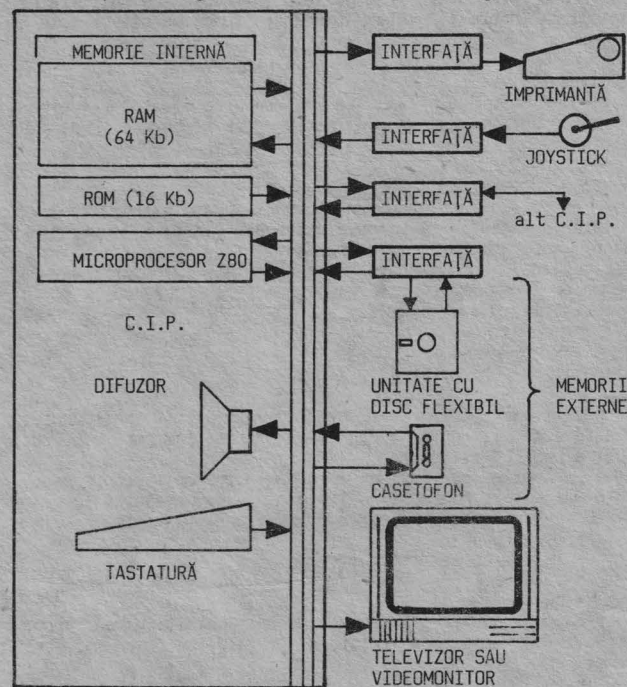 MEMORIE INTERNĂ
RAM
(64 Kb)
ROM (16 Kb)
MICROPROCESOR Z80
C.I.P.
DIFUZOR
TASTATURĂ
INTERFAŢĂ
IMPRIMANTĂ
INTERFAŢĂ
JOYSTICK
INTERFAŢĂ
alt C.I.P.
INTERFAŢĂ
UNITATE CU
DISC FLEXIBIL
MEMORII
EXTERNE
CASETOFON
TELEVIZOR SAU
VIDEOMONITOR